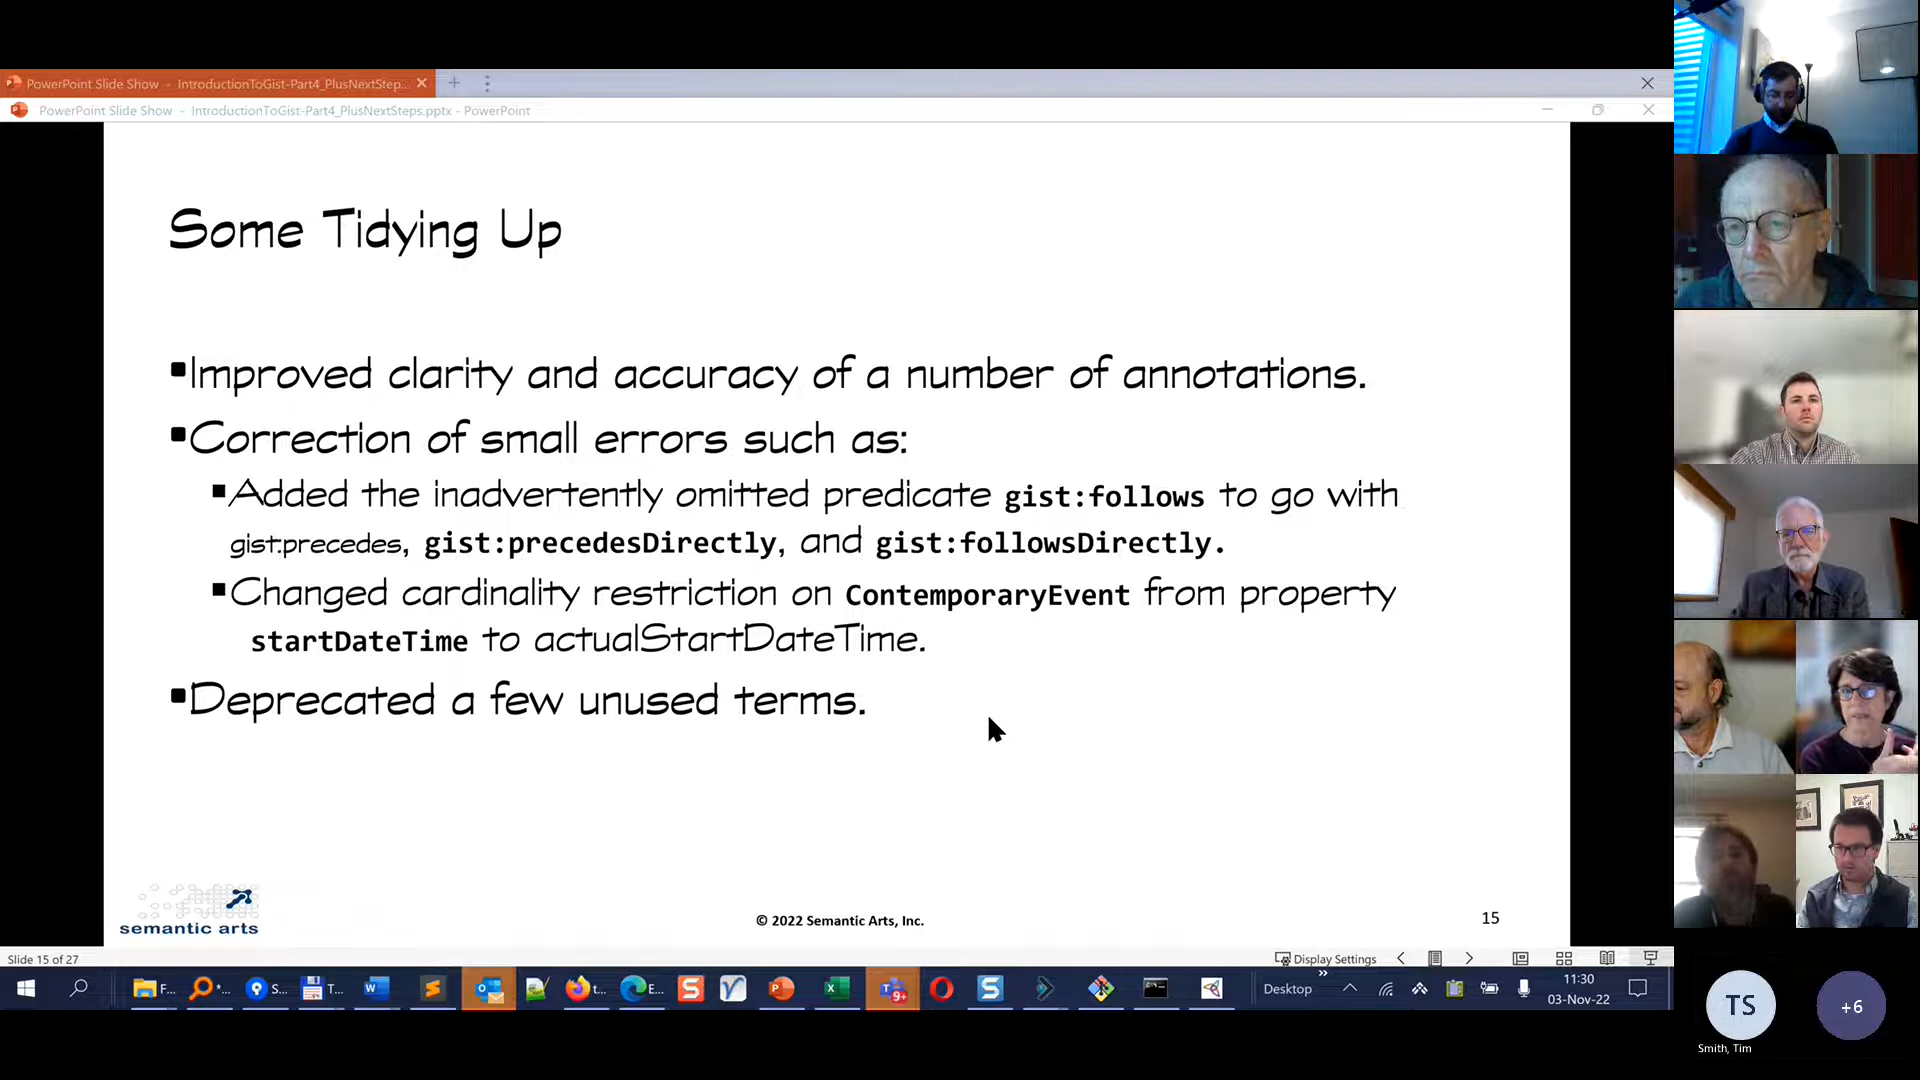 PowerPoint Slide Show - IntroductionToGist-Part4_PlusNextStep...
PowerPoint Slide Show - IntroductionToGist-Part4_PlusNextSteps.pptx - PowerPoint
Some Tidying Up
▪Improved clarity and accuracy of a number of annotations.
▪Correction of small errors such as:
▪Added the inadvertently omitted predicate gist:follows to go with
gist:precedes, gist:precedesDirectly, and gist:followsDirectly.
▪Changed cardinality restriction on ContemporaryEvent from property
startDateTime to actualStartDateTime.
▪Deprecated a few unused terms.
semantic arts
© 2022 Semantic Arts, Inc.
15
Slide 15 of 27
Display Settings
F... *... S... T... t... E... 9+
Desktop
11:30
03-Nov-22
TS
+6
Smith, Tim